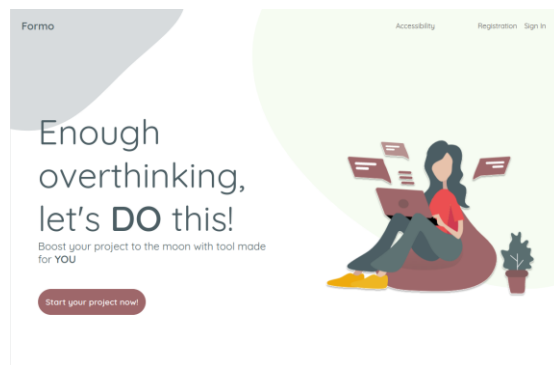 Formo
Accessibility
Registration
Sign In
Enough
overthinking,
let's DO this!
Boost your project to the moon with tool made
for YOU
Start your project now!